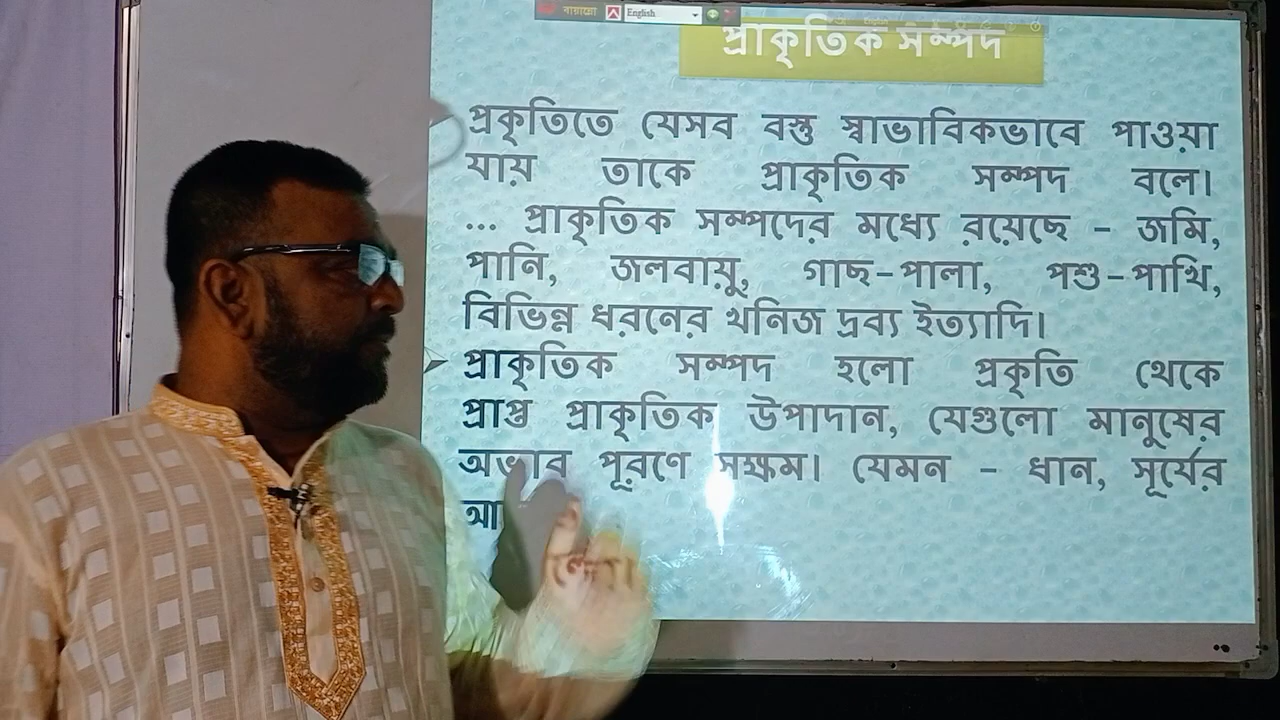 বায়ান্নো English
প্রাকৃতিক সম্পদ
প্রকৃতিতে যেসব বস্তু স্বাভাবিকভাবে পাওয়া
যায় তাকে প্রাকৃতিক সম্পদ বলে।
... প্রাকৃতিক সম্পদের মধ্যে রয়েছে - জমি,
পানি, জলবায়ু, গাছ-পালা, পশু-পাখি,
বিভিন্ন ধরনের খনিজ দ্রব্য ইত্যাদি।
প্রাকৃতিক সম্পদ হলো প্রকৃতি থেকে
প্রাপ্ত প্রাকৃতিক উপাদান, যেগুলো মানুষের
অভাব পূরণে সক্ষম। যেমন - ধান, সূর্যের